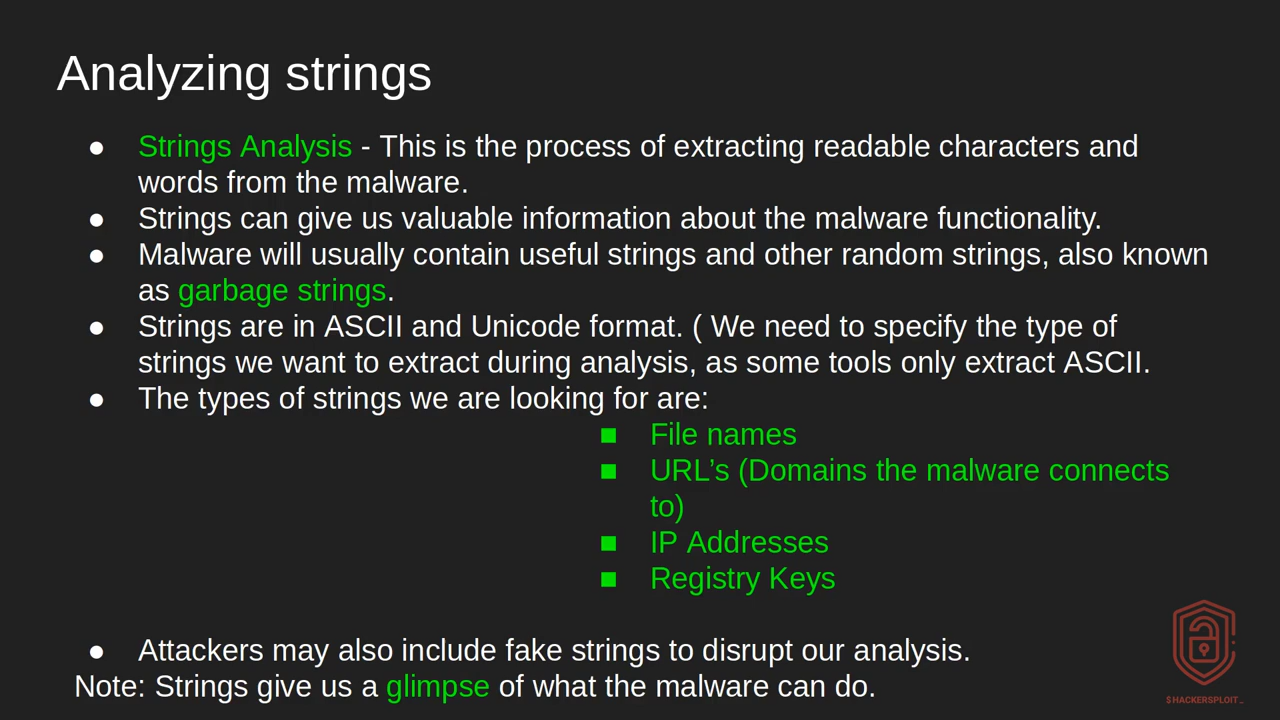 Analyzing strings
● Strings Analysis - This is the process of extracting readable characters and
words from the malware.
● Strings can give us valuable information about the malware functionality.
● Malware will usually contain useful strings and other random strings, also known
as garbage strings.
● Strings are in ASCII and Unicode format. ( We need to specify the type of
strings we want to extract during analysis, as some tools only extract ASCII.
● The types of strings we are looking for are:
■ File names
■ URL’s (Domains the malware connects
to)
■ IP Addresses
■ Registry Keys
● Attackers may also include fake strings to disrupt our analysis.
Note: Strings give us a glimpse of what the malware can do.
$HACKERSPLOIT_